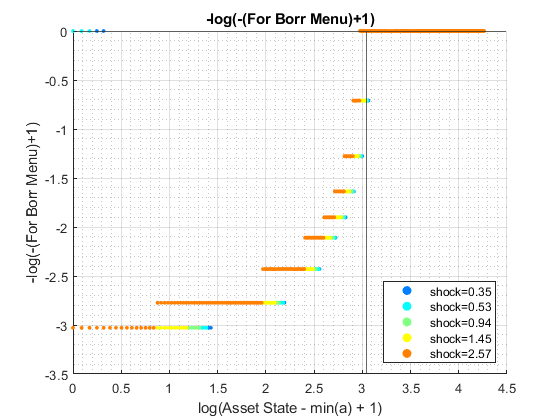 -log(-(For Borr Menu)+1)
0
-0.5
-1
-1.5
-2
-2.5
-3
-3.5
-log(-(For Borr Menu)+1)
shock=0.35
shock=0.53
shock=0.94
shock=1.45
shock=2.57
0 0.5 1 1.5 2 2.5 3 3.5 4 4.5
log(Asset State - min(a) + 1)